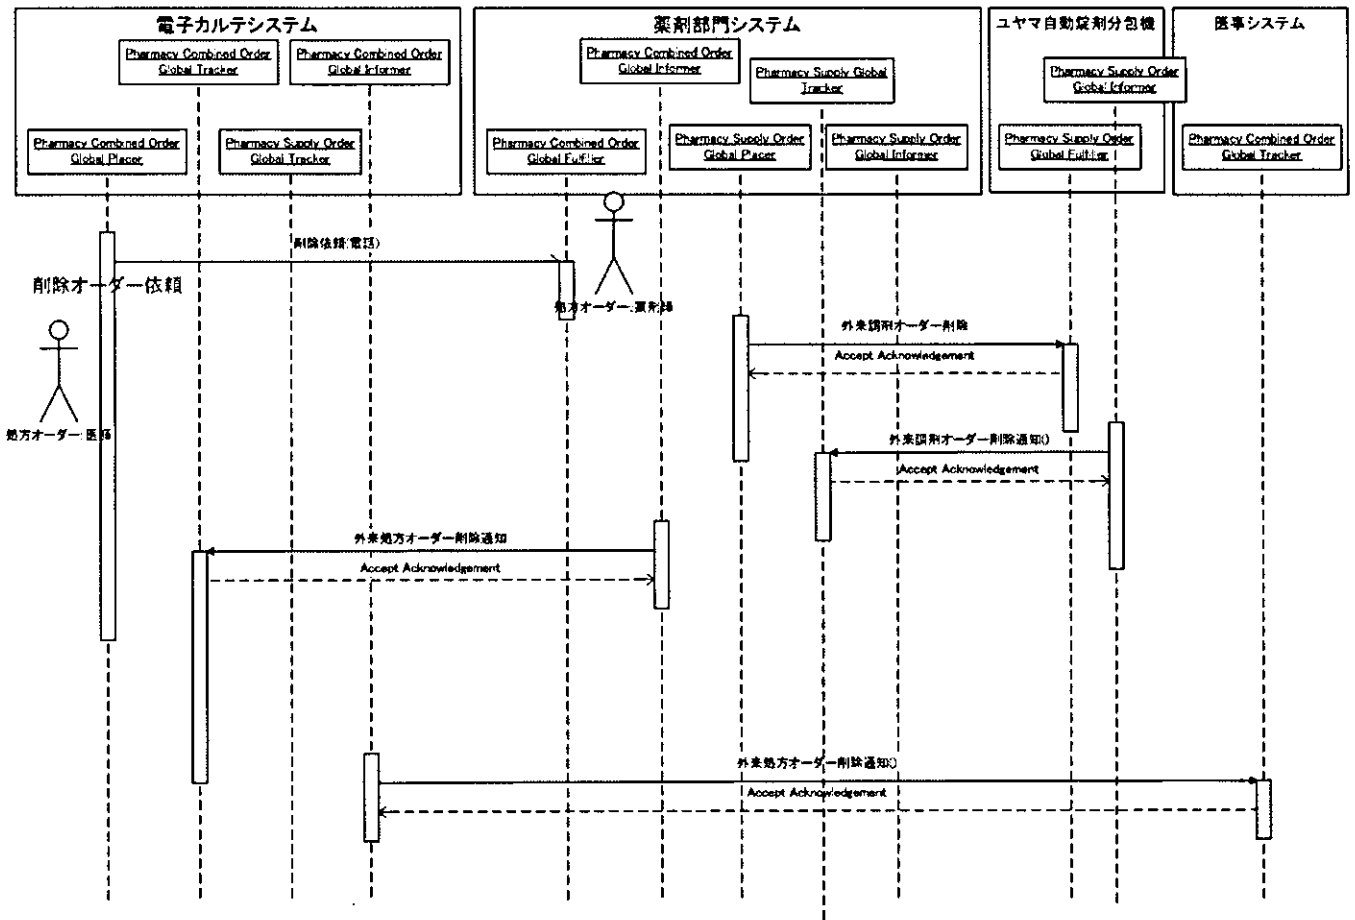 電子カルテシステム
薬剤部門システム
ユヤマ自動錠剤分包機
医事システム
Pharmacy Combined Order
Global Tracker
Pharmacy Combined Order
Global Informer
Pharmacy Combined Order
Global Informer
Pharmacy Supply Global
Tracker
Pharmacy Supply Order
Global Informer
Pharmacy Combined Order
Global Placer
Pharmacy Supply Order
Global Tracker
Pharmacy Combined Order
Global Fulfiller
Pharmacy Supply Order
Global Placer
Pharmacy Supply Order
Global Informer
Pharmacy Supply Order
Global Fulfiller
Pharmacy Combined Order
Global Tracker
削除依頼(電話)
削除オーダー依頼
処方オーダー:薬剤師
外来調剤オーダー削除
Accept Acknowledgement
処方オーダー:医師
外来調剤オーダー削除通知()
Accept Acknowledgement
外来処方オーダー削除通知
Accept Acknowledgement
外来処方オーダー削除通知()
Accept Acknowledgement